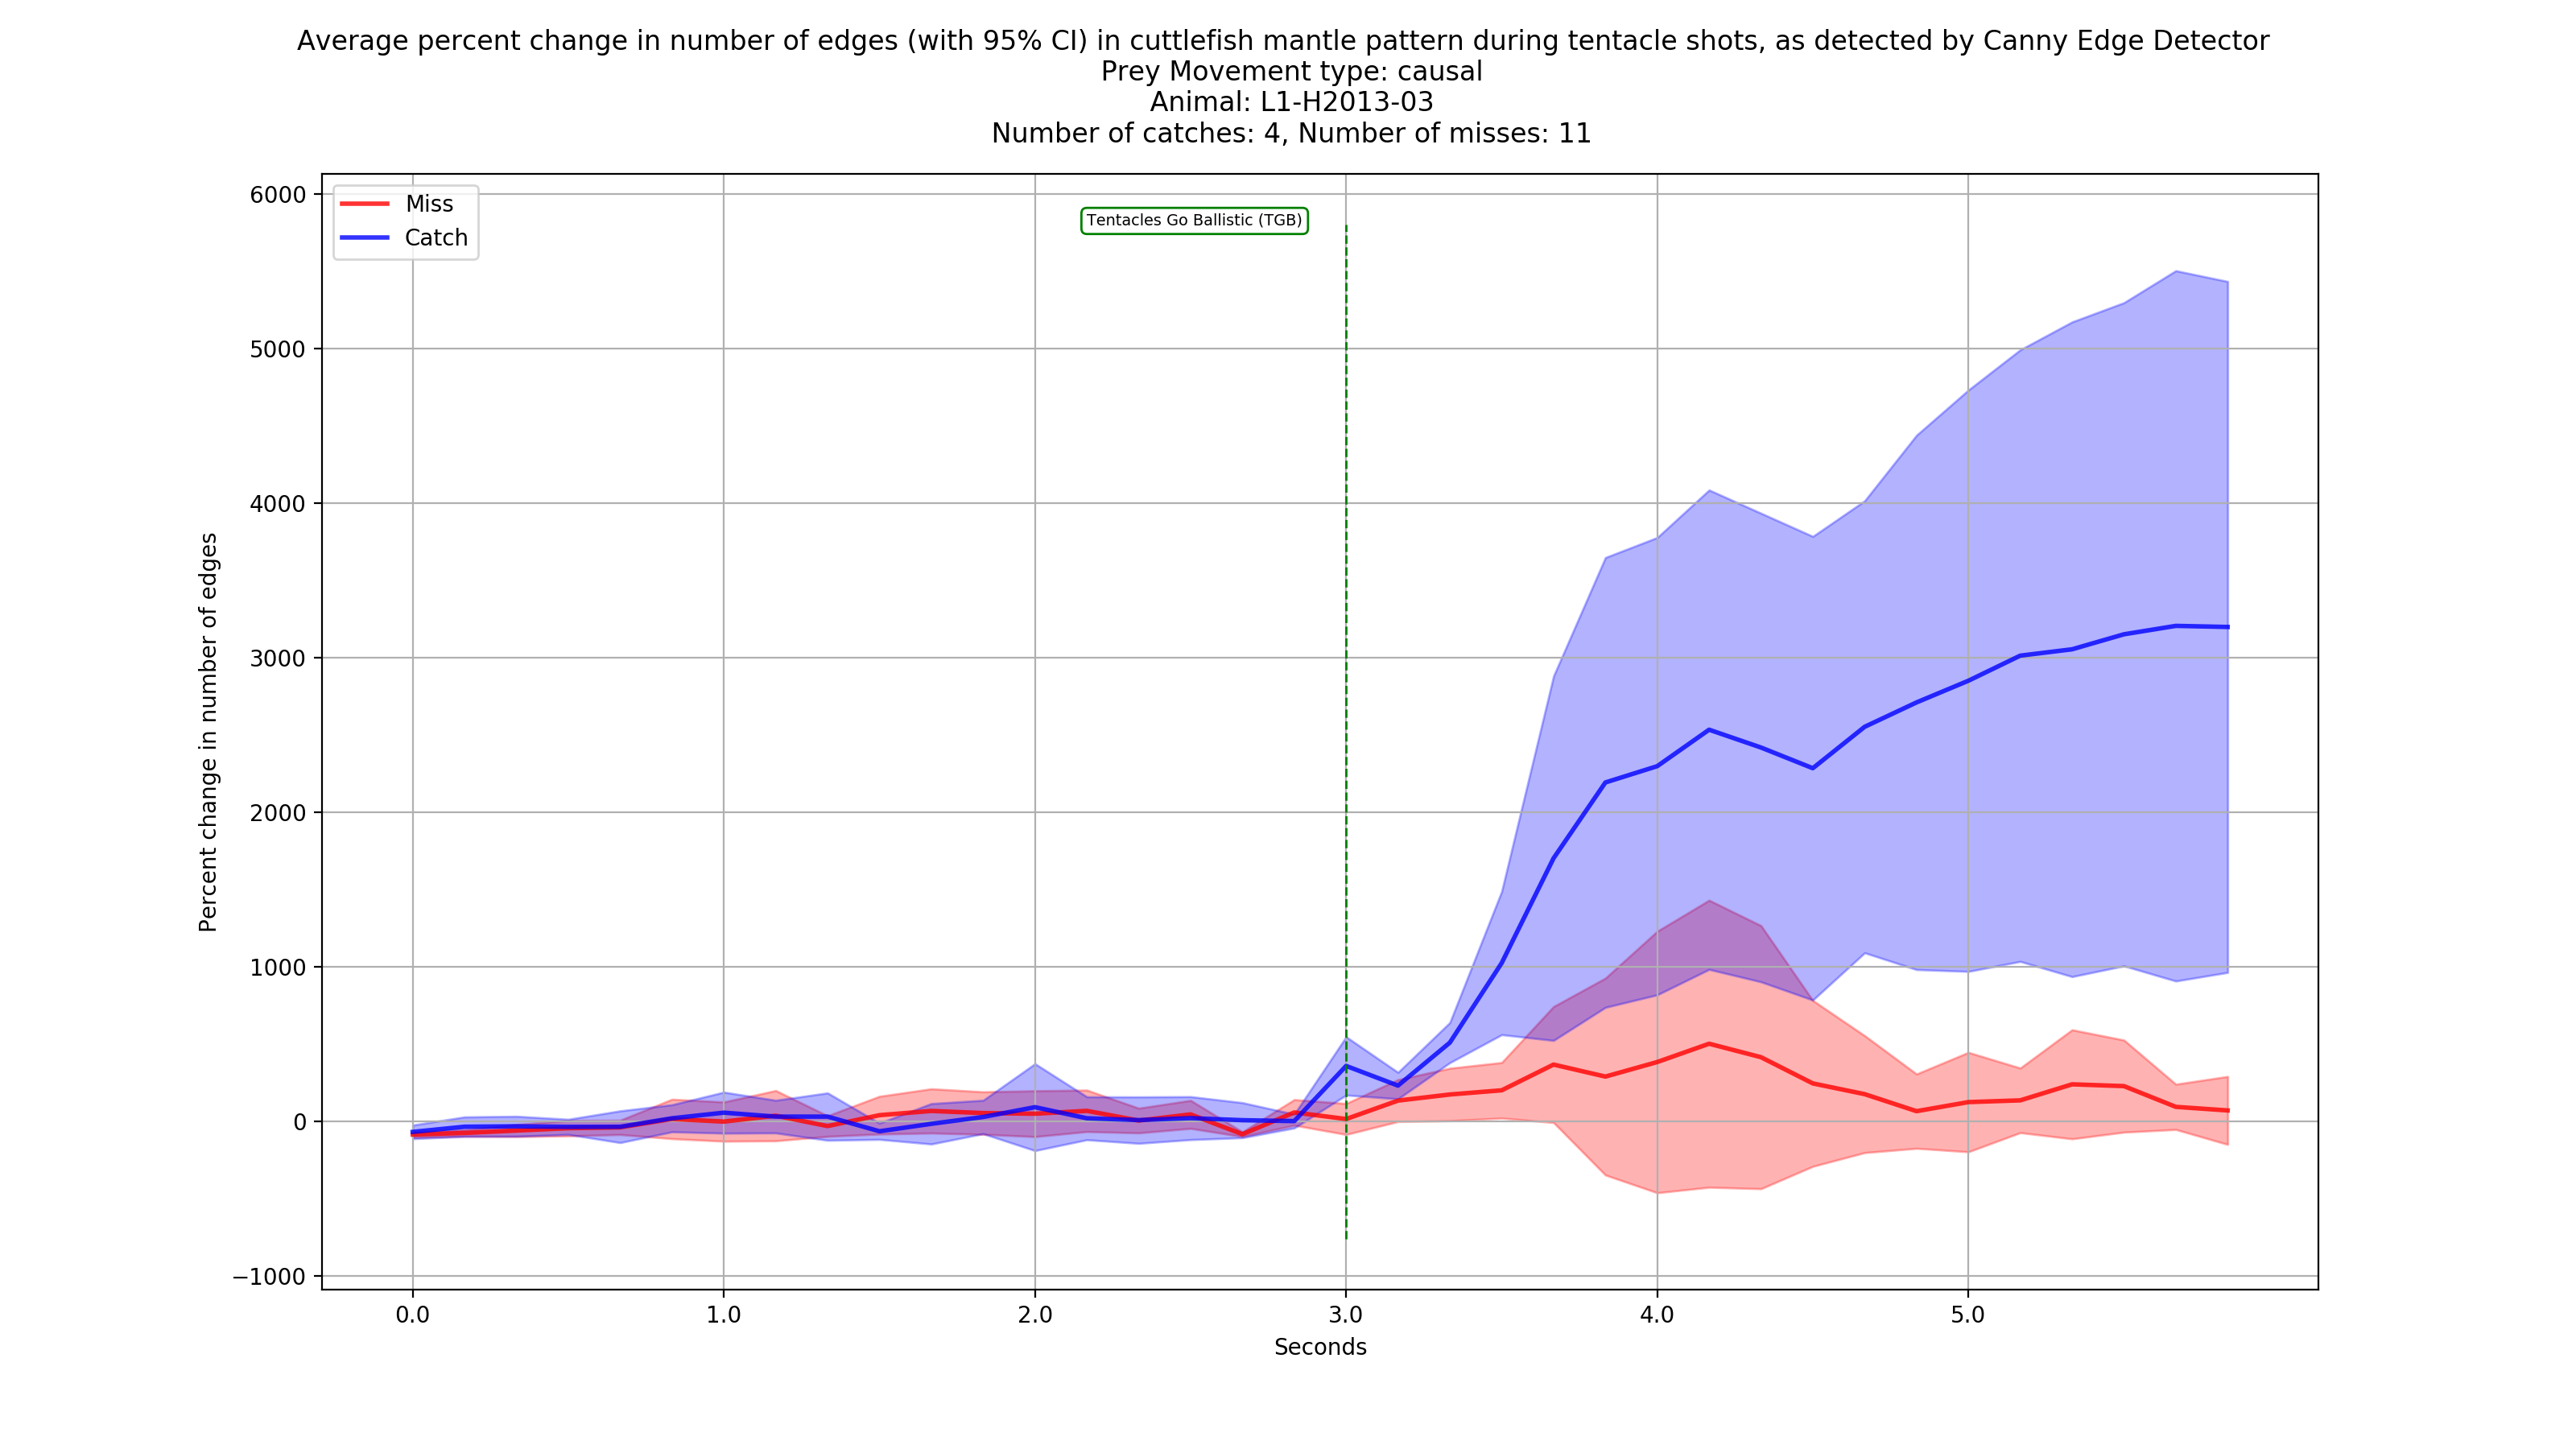 Average percent change in number of edges (with 95% CI) in cuttlefish mantle pattern during tentacle shots, as detected by Canny Edge Detector
Prey Movement type: causal
Animal: L1-H2013-03
Number of catches: 4, Number of misses: 11
Miss
Catch
Tentacles Go Ballistic (TGB)
Percent change in number of edges
6000
5000
4000
3000
2000
1000
0
−1000
0.0 1.0 2.0 3.0 4.0 5.0
Seconds